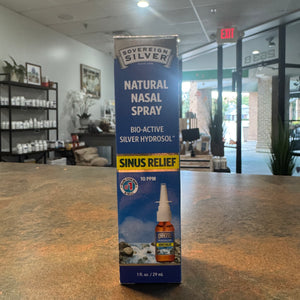 EXIT
SOVEREIGN
SILVER
NATURAL
NASAL
SPRAY
BIO-ACTIVE
SILVER HYDROSOL
SINUS RELIEF
10 PPM
1 fl. oz. / 29 mL